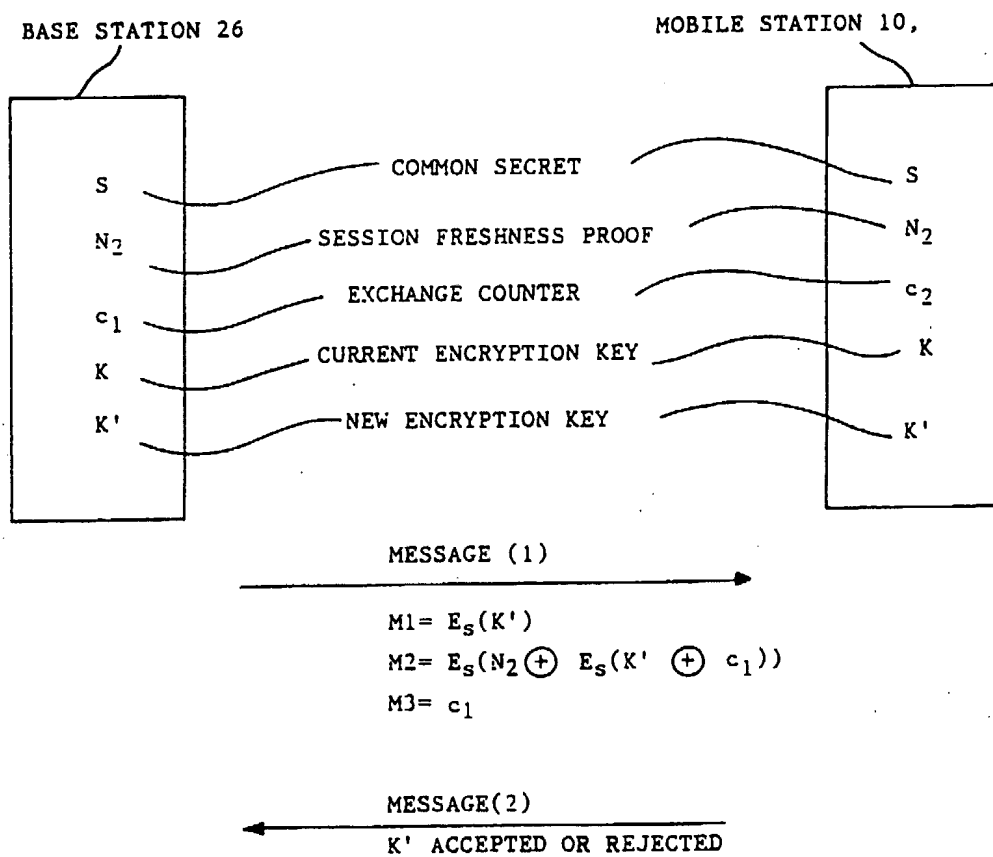 BASE STATION 26
MOBILE STATION 10,
S
COMMON SECRET
S
N₂
SESSION FRESHNESS PROOF
N₂
c₁
EXCHANGE COUNTER
c₂
K
CURRENT ENCRYPTION KEY
K
K'
NEW ENCRYPTION KEY
K'
MESSAGE (1)
M1= Eₛ(K')
M2= Eₛ(N₂ ⊕ Eₛ(K' ⊕ c₁))
M3= c₁
MESSAGE(2)
K' ACCEPTED OR REJECTED